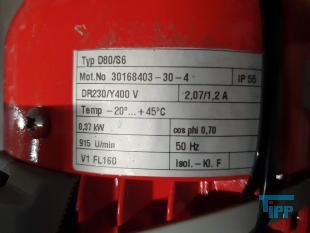 Typ D80/S6
Mot.No 30168403-30-4 IP 55
DR230/Y400 V 2,07/1,2 A
Temp -20°...+45°C
0,37 kW cos phi 0,70
915 U/min 50 Hz
V1 FL160 Isol.-Kl. F
TIPP